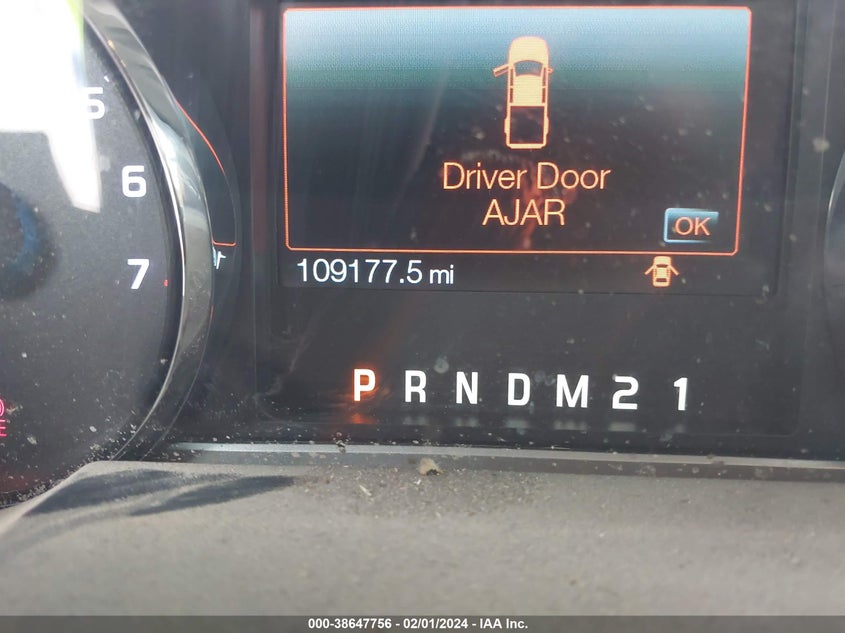 5
6
7
Driver Door
AJAR
OK
109177.5 mi
P R N D M 2 1
000-38647756 - 02/01/2024 - IAA Inc.